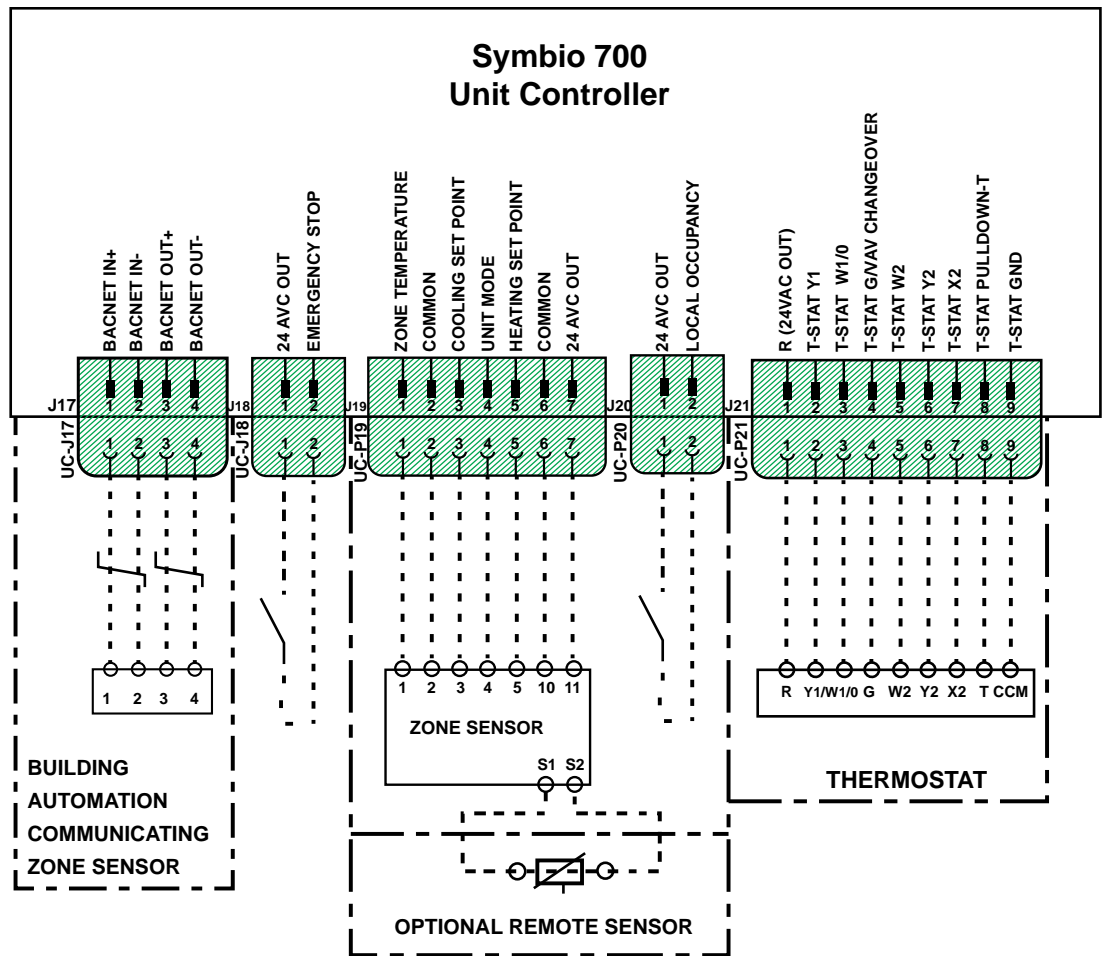 Symbio 700
Unit Controller
BACNET IN+
BACNET IN-
BACNET OUT+
BACNET OUT-
24 AVC OUT
EMERGENCY STOP
ZONE TEMPERATURE
COMMON
COOLING SET POINT
UNIT MODE
HEATING SET POINT
COMMON
24 AVC OUT
24 AVC OUT
LOCAL OCCUPANCY
R (24VAC OUT)
T-STAT Y1
T-STAT W1/0
T-STAT G/VAV CHANGEOVER
T-STAT W2
T-STAT Y2
T-STAT X2
T-STAT PULLDOWN-T
T-STAT GND
J17 1 2 3 4
J18 1 2
J19 1 2 3 4 5 6 7
J20 1 2
J21 1 2 3 4 5 6 7 8 9
UC-J17 1 2 3 4
UC-J18 1 2
UC-P19 1 2 3 4 5 6 7
UC-P20 1 2
UC-P21 1 2 3 4 5 6 7 8 9
1 2 3 4
1 2 3 4 5 10 11
ZONE SENSOR
S1 S2
R Y1/W1/0 G W2 Y2 X2 T CCM
THERMOSTAT
BUILDING
AUTOMATION
COMMUNICATING
ZONE SENSOR
OPTIONAL REMOTE SENSOR